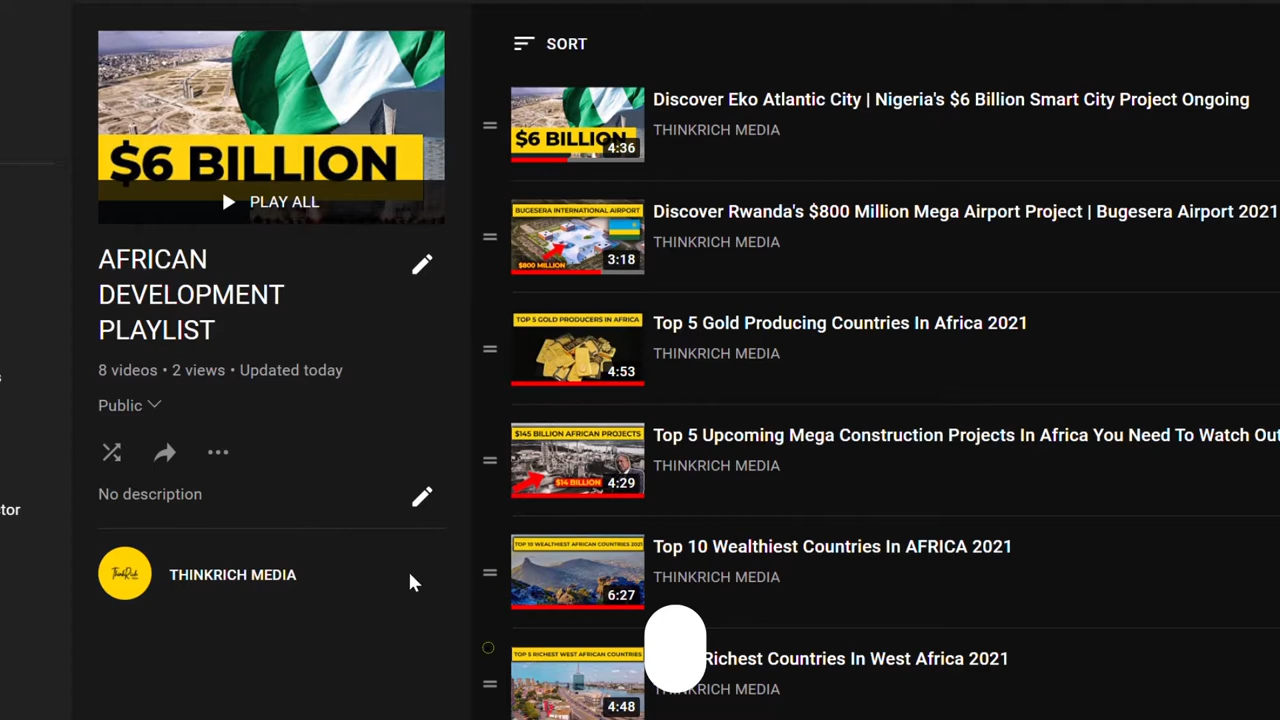 $6 BILLION
PLAY ALL
AFRICAN
DEVELOPMENT
PLAYLIST
8 videos • 2 views • Updated today
Public
No description
ThinkRich
THINKRICH MEDIA
tor
SORT
$6 BILLION
4:36
Discover Eko Atlantic City | Nigeria's $6 Billion Smart City Project Ongoing
THINKRICH MEDIA
BUGESERA INTERNATIONAL AIRPORT
$800 MILLION
3:18
Discover Rwanda's $800 Million Mega Airport Project | Bugesera Airport 2021
THINKRICH MEDIA
TOP 5 GOLD PRODUCERS IN AFRICA
4:53
Top 5 Gold Producing Countries In Africa 2021
THINKRICH MEDIA
$145 BILLION AFRICAN PROJECTS
$14 BILLION
4:29
Top 5 Upcoming Mega Construction Projects In Africa You Need To Watch Out
THINKRICH MEDIA
TOP 10 WEALTHIEST AFRICAN COUNTRIES 2021
6:27
Top 10 Wealthiest Countries In AFRICA 2021
THINKRICH MEDIA
TOP 5 RICHEST WEST AFRICAN COUNTRIES
4:48
Richest Countries In West Africa 2021
THINKRICH MEDIA